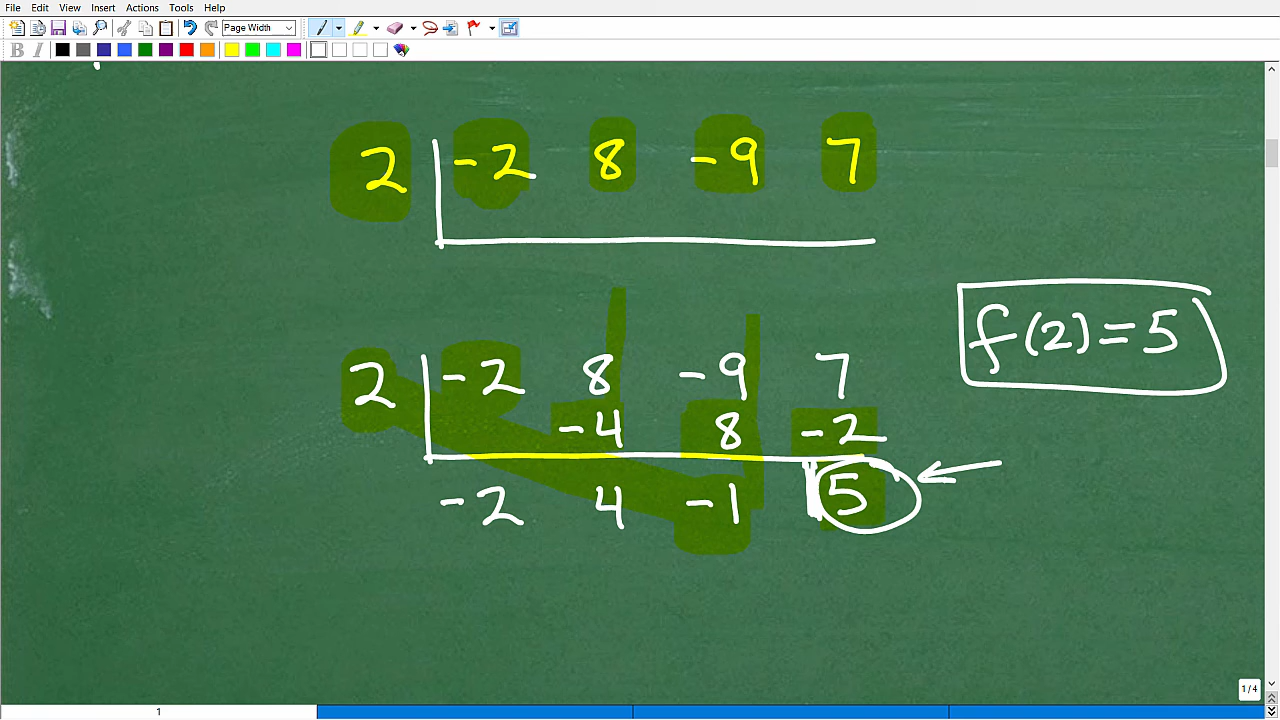 File Edit View Insert Actions Tools Help
Page Width
B I
2 -2 8 -9 7
f(2)=5
2 -2 8 -9 7
-4 8 -2
-2 4 -1 5
1/4
1